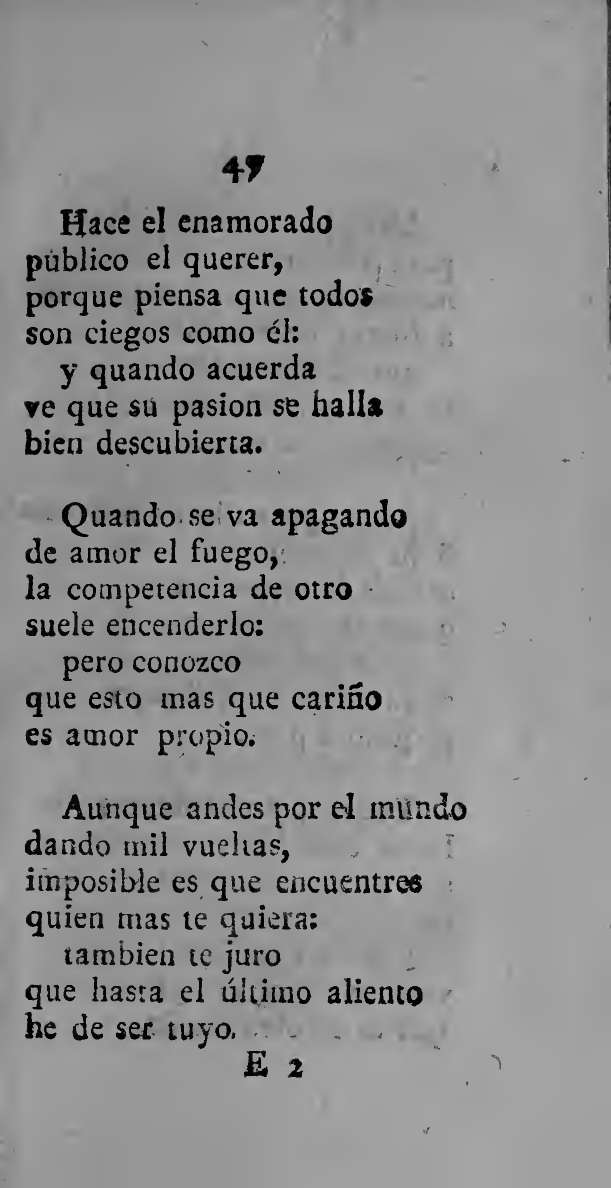 47
Hace el enamorado
público el querer,
porque piensa que todos
son ciegos como él:
y quando acuerda
ve que su pasion se halla
bien descubierta.
Quando se va apagando
de amor el fuego,
la competencia de otro
suele encenderlo:
pero conozco
que esto mas que cariño
es amor propio.
Aunque andes por el mundo
dando mil vueltas,
imposible es que encuentres
quien mas te quiera:
tambien te juro
que hasta el último aliento
he de ser tuyo.
E 2